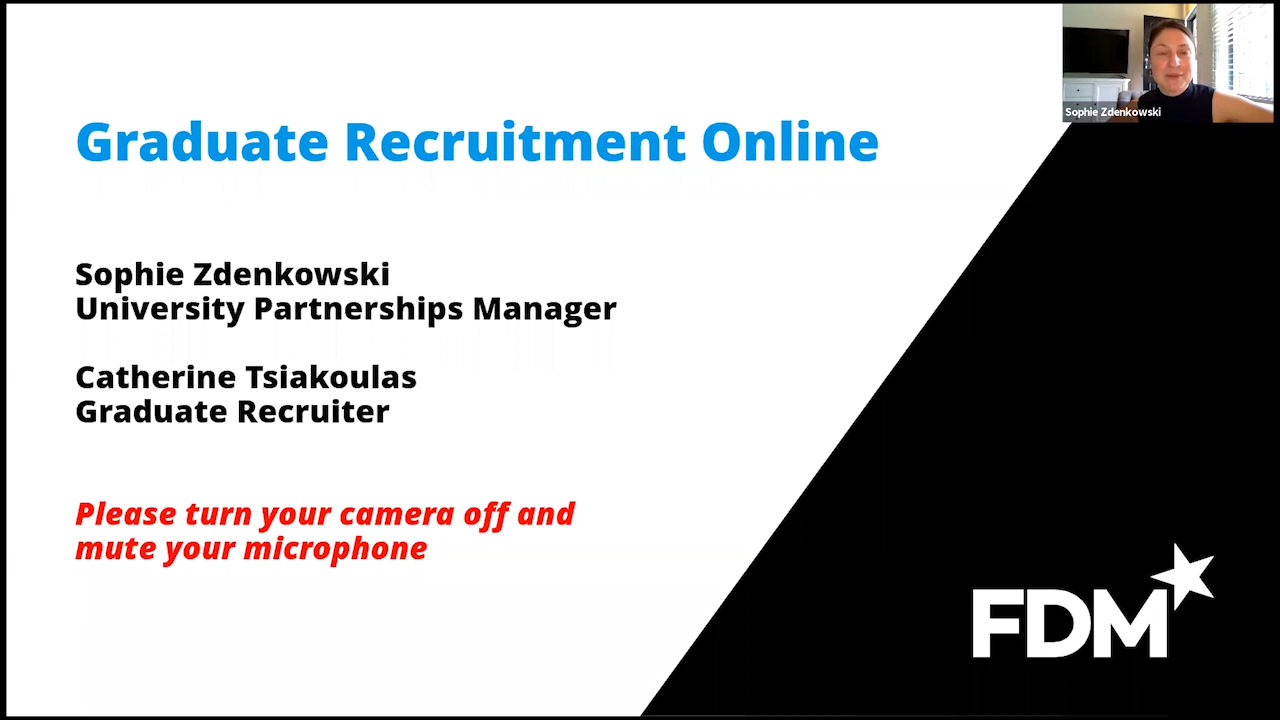 Graduate Recruitment Online
Sophie Zdenkowski
Sophie Zdenkowski
University Partnerships Manager
Catherine Tsiakoulas
Graduate Recruiter
Please turn your camera off and
mute your microphone
FDM